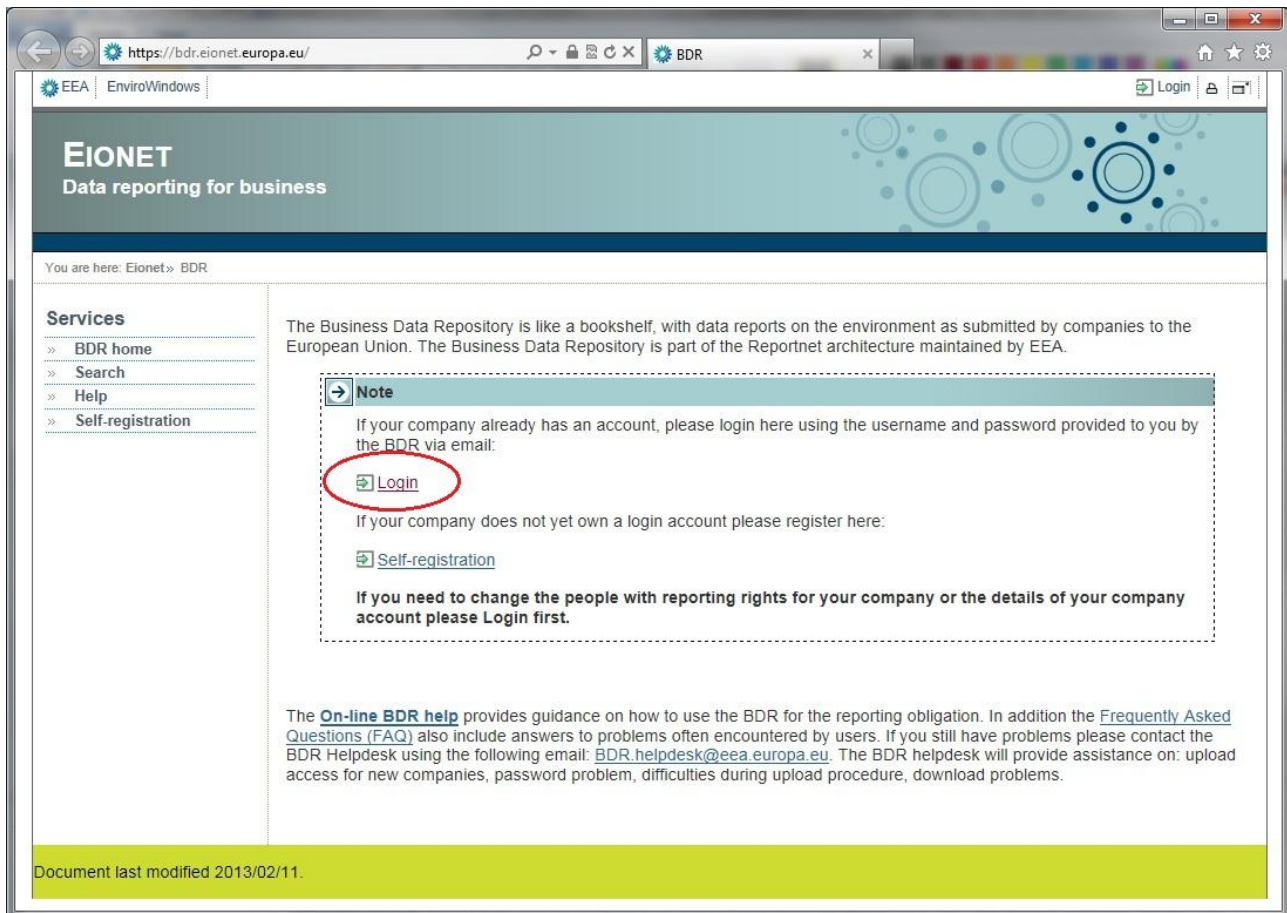 https://bdr.eionet.europa.eu/
BDR
EEA
EnviroWindows
Login
EIONET
Data reporting for business
You are here: Eionet» BDR
Services
» BDR home
» Search
» Help
» Self-registration
The Business Data Repository is like a bookshelf, with data reports on the environment as submitted by companies to the
European Union. The Business Data Repository is part of the Reportnet architecture maintained by EEA.
Note
If your company already has an account, please login here using the username and password provided to you by
the BDR via email:
Login
If your company does not yet own a login account please register here:
Self-registration
If you need to change the people with reporting rights for your company or the details of your company
account please Login first.
The On-line BDR help provides guidance on how to use the BDR for the reporting obligation. In addition the Frequently Asked
Questions (FAQ) also include answers to problems often encountered by users. If you still have problems please contact the
BDR Helpdesk using the following email: BDR.helpdesk@eea.europa.eu. The BDR helpdesk will provide assistance on: upload
access for new companies, password problem, difficulties during upload procedure, download problems.
Document last modified 2013/02/11.